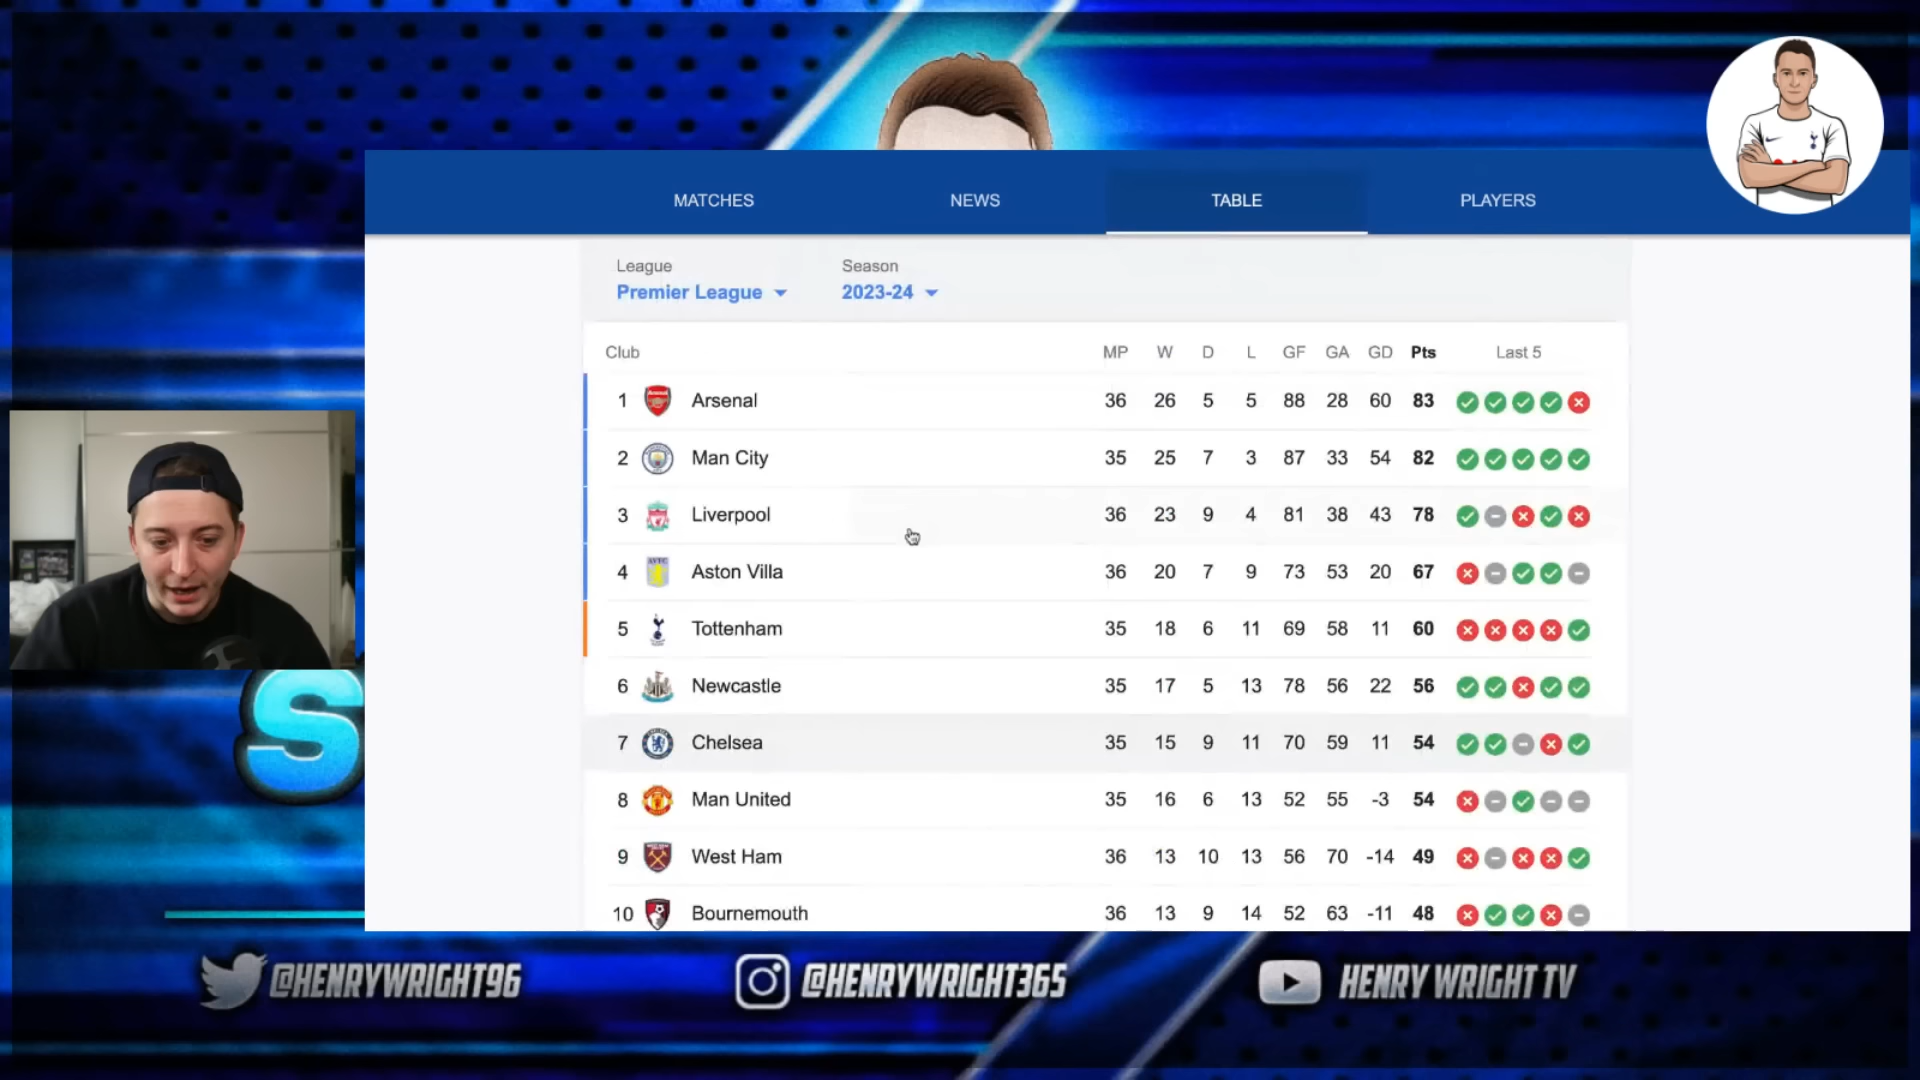 MATCHES NEWS TABLE PLAYERS
League Season
Premier League 2023-24
Club MP W D L GF GA GD Pts Last 5
1 Arsenal 36 26 5 5 88 28 60 83
2 Man City 35 25 7 3 87 33 54 82
3 Liverpool 36 23 9 4 81 38 43 78
4 Aston Villa 36 20 7 9 73 53 20 67
5 Tottenham 35 18 6 11 69 58 11 60
6 Newcastle 35 17 5 13 78 56 22 56
7 Chelsea 35 15 9 11 70 59 11 54
8 Man United 35 16 6 13 52 55 -3 54
9 West Ham 36 13 10 13 56 70 -14 49
10 Bournemouth 36 13 9 14 52 63 -11 48
S
@HENRYWRIGHT96 @HENRYWRIGHT365 HENRY WRIGHT TV